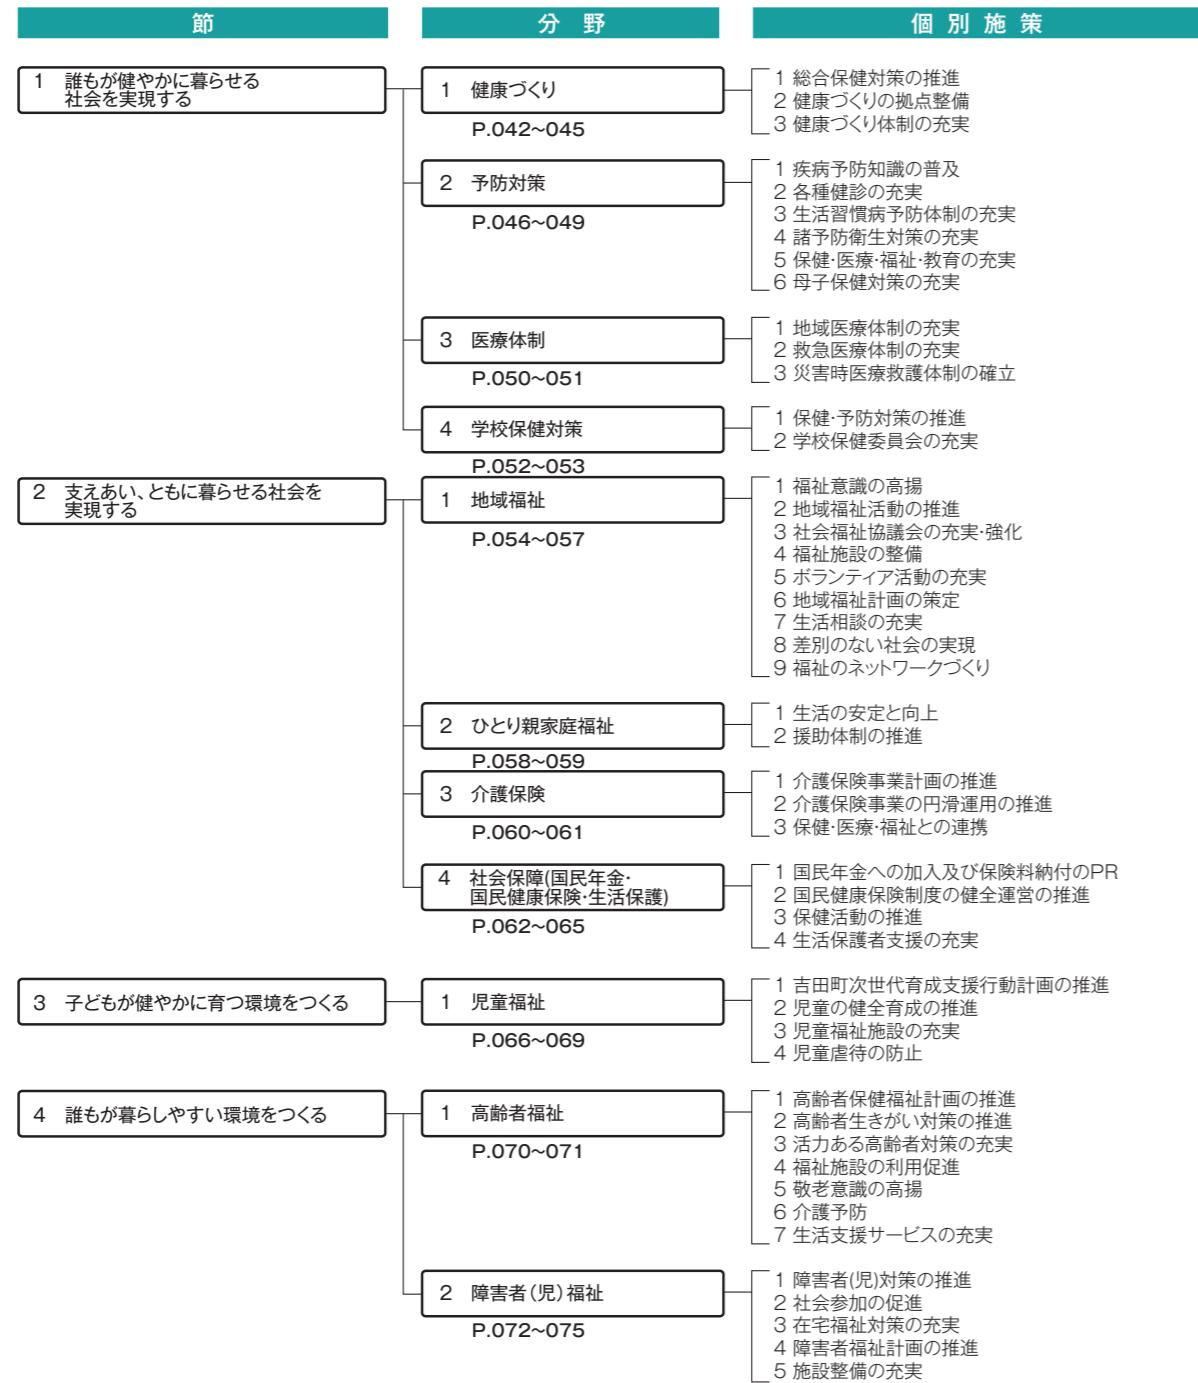 節
分野
個別施策
1 誰もが健やかに暮らせる
社会を実現する
1 健康づくり
P.042~045
1 総合保健対策の推進
2 健康づくりの拠点整備
3 健康づくり体制の充実
2 予防対策
P.046~049
1 疾病予防知識の普及
2 各種健診の充実
3 生活習慣病予防体制の充実
4 諸予防衛生対策の充実
5 保健・医療・福祉・教育の充実
6 母子保健対策の充実
3 医療体制
P.050~051
1 地域医療体制の充実
2 救急医療体制の充実
3 災害時医療救護体制の確立
4 学校保健対策
P.052~053
1 保健・予防対策の推進
2 学校保健委員会の充実
2 支えあい、ともに暮らせる社会を
実現する
1 地域福祉
P.054~057
1 福祉意識の高揚
2 地域福祉活動の推進
3 社会福祉協議会の充実・強化
4 福祉施設の整備
5 ボランティア活動の充実
6 地域福祉計画の策定
7 生活相談の充実
8 差別のない社会の実現
9 福祉のネットワークづくり
2 ひとり親家庭福祉
P.058~059
1 生活の安定と向上
2 援助体制の推進
3 介護保険
P.060~061
1 介護保険事業計画の推進
2 介護保険事業の円滑運用の推進
3 保健・医療・福祉との連携
4 社会保障(国民年金・
国民健康保険・生活保護)
P.062~065
1 国民年金への加入及び保険料納付のPR
2 国民健康保険制度の健全運営の推進
3 保健活動の推進
4 生活保護者支援の充実
3 子どもが健やかに育つ環境をつくる
1 児童福祉
P.066~069
1 吉田町次世代育成支援行動計画の推進
2 児童の健全育成の推進
3 児童福祉施設の充実
4 児童虐待の防止
4 誰もが暮らしやすい環境をつくる
1 高齢者福祉
P.070~071
1 高齢者保健福祉計画の推進
2 高齢者生きがい対策の推進
3 活力ある高齢者対策の充実
4 福祉施設の利用促進
5 敬老意識の高揚
6 介護予防
7 生活支援サービスの充実
2 障害者(児)福祉
P.072~075
1 障害者(児)対策の推進
2 社会参加の促進
3 在宅福祉対策の充実
4 障害者福祉計画の推進
5 施設整備の充実